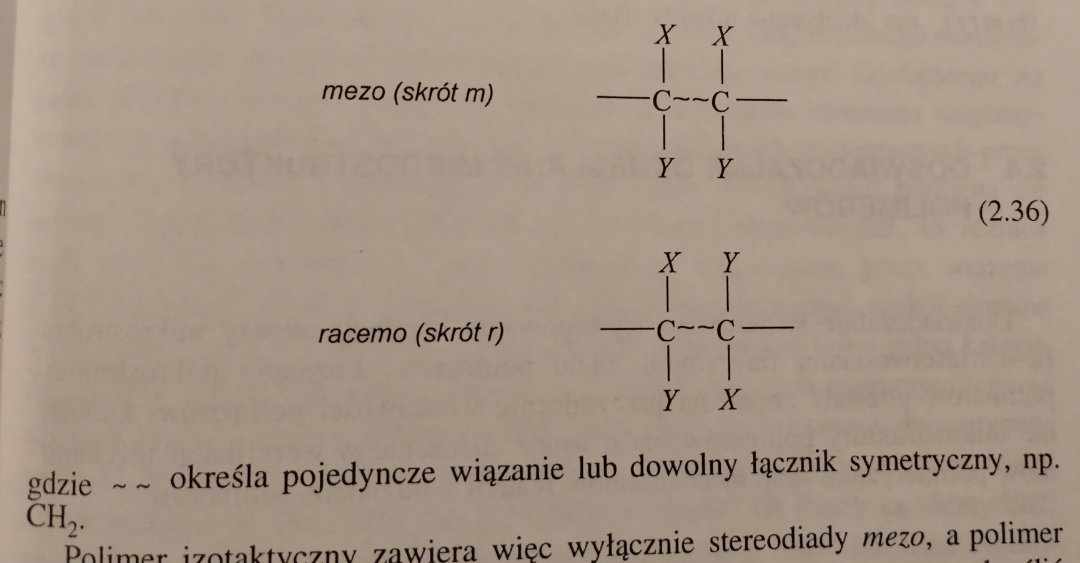 X X
mezo (skrót m)
C~~C
Y Y
(2.36)
X Y
racemo (skrót r)
C~~C
Y X
gdzie ~ ~ określa pojedyncze wiązanie lub dowolny łącznik symetryczny, np.
CH₂.
Polimer izotaktyczny zawiera więc wyłącznie stereodiady mezo, a polimer